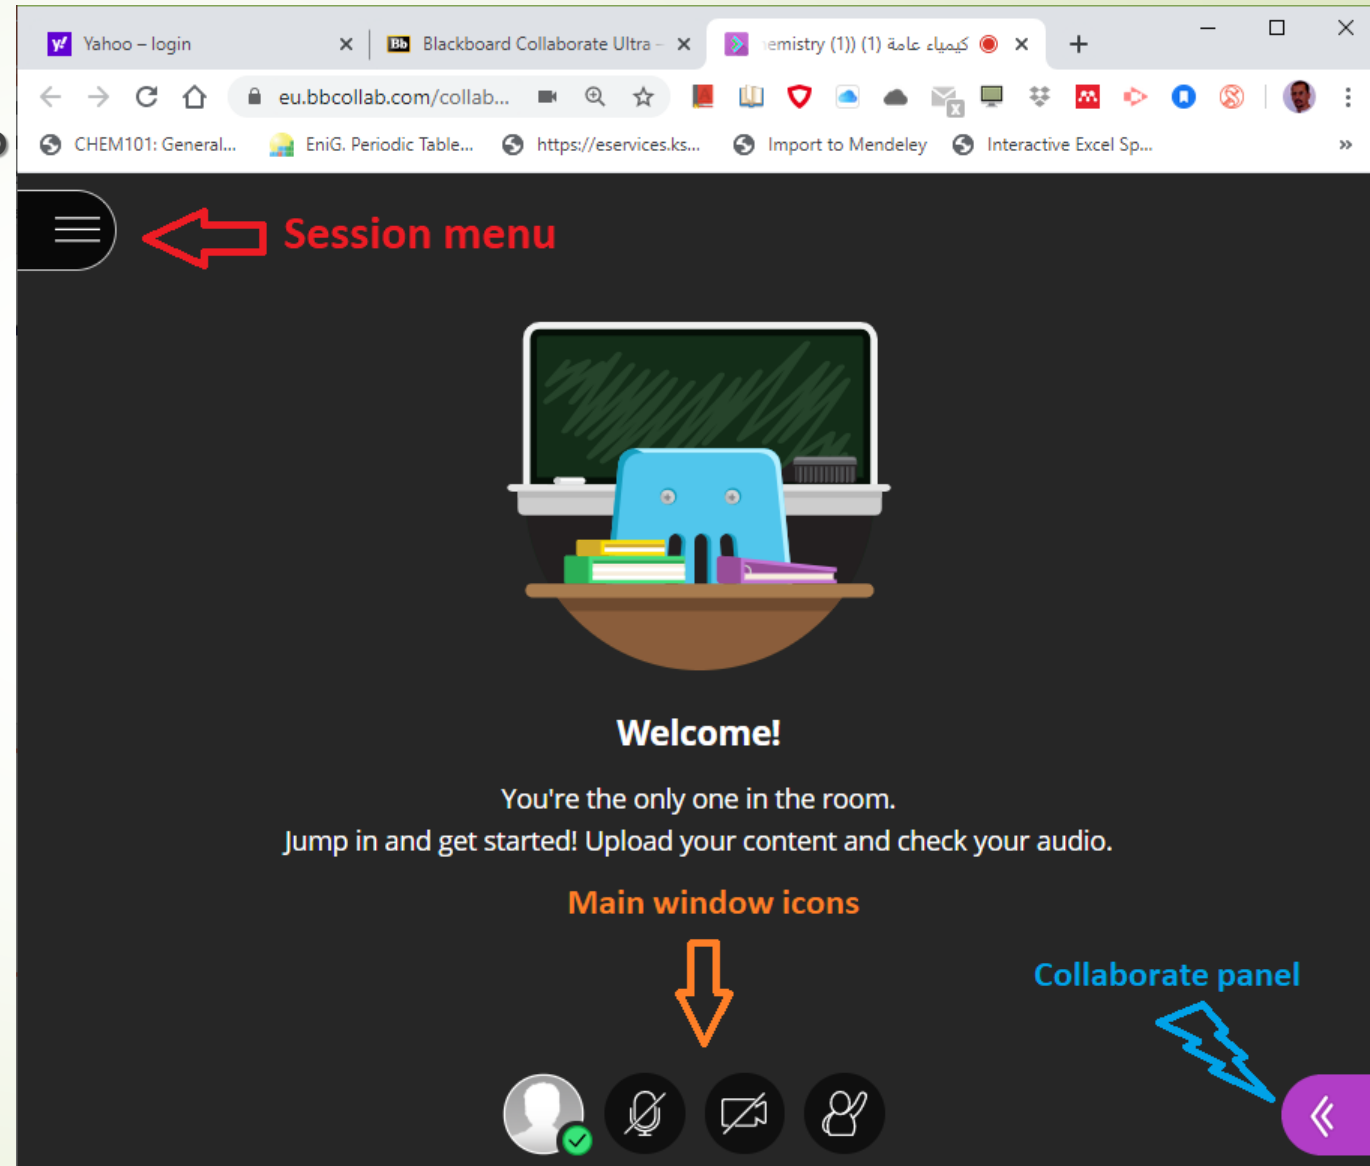 Yahoo – login
Blackboard Collaborate Ultra –
emistry (1)) (1) كيمياء عامة
eu.bbcollab.com/collab...
CHEM101: General...
EniG. Periodic Table...
https://eservices.ks...
Import to Mendeley
Interactive Excel Sp...
Session menu
Welcome!
You're the only one in the room.
Jump in and get started! Upload your content and check your audio.
Main window icons
Collaborate panel